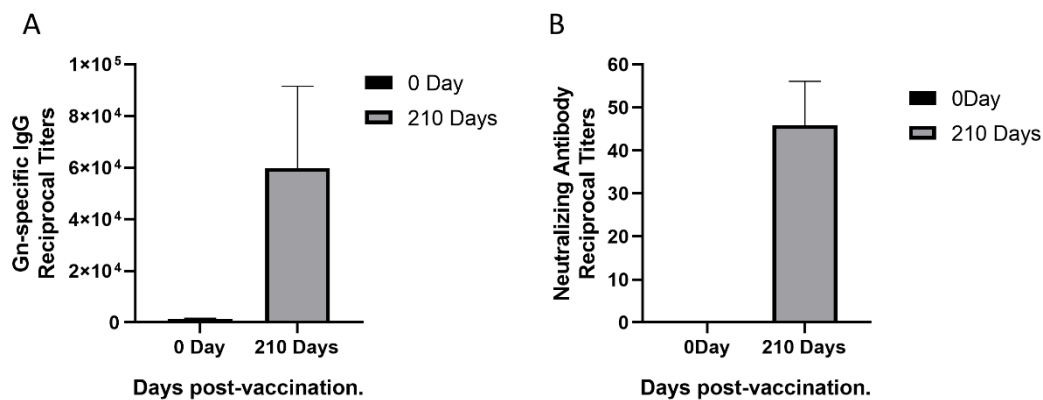 A
Gn-specific IgG
Reciprocal Titers
1×10⁵
8×10⁴
6×10⁴
4×10⁴
2×10⁴
0
0 Day
210 Days
Days post-vaccination.
0 Day
210 Days
B
Neutralizing Antibody
Reciprocal Titers
60
50
40
30
20
10
0
0Day
210 Days
Days post-vaccination.
0Day
210 Days